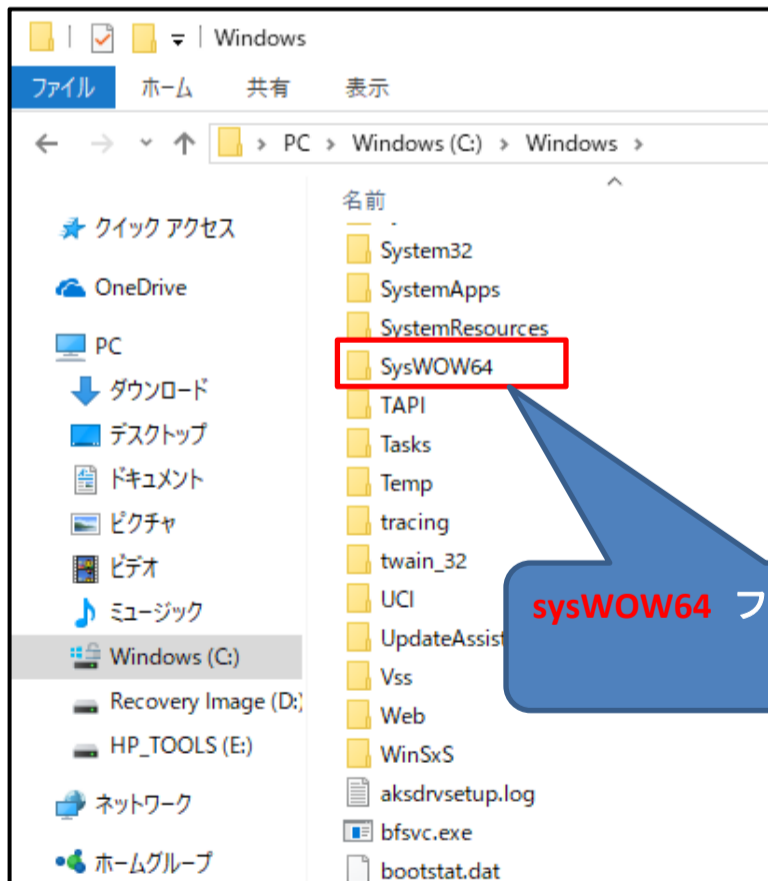 Windows
ファイル ホーム 共有 表示
PC > Windows (C:) > Windows >
名前
クイック アクセス
OneDrive
PC
ダウンロード
デスクトップ
ドキュメント
ピクチャ
ビデオ
ミュージック
Windows (C:)
Recovery Image (D:)
HP_TOOLS (E:)
ネットワーク
ホームグループ
System32
SystemApps
SystemResources
SysWOW64
TAPI
Tasks
Temp
tracing
twain_32
UCI
UpdateAssist
Vss
Web
WinSxS
aksdrvsetup.log
bfsvc.exe
bootstat.dat
sysWOW64 フ